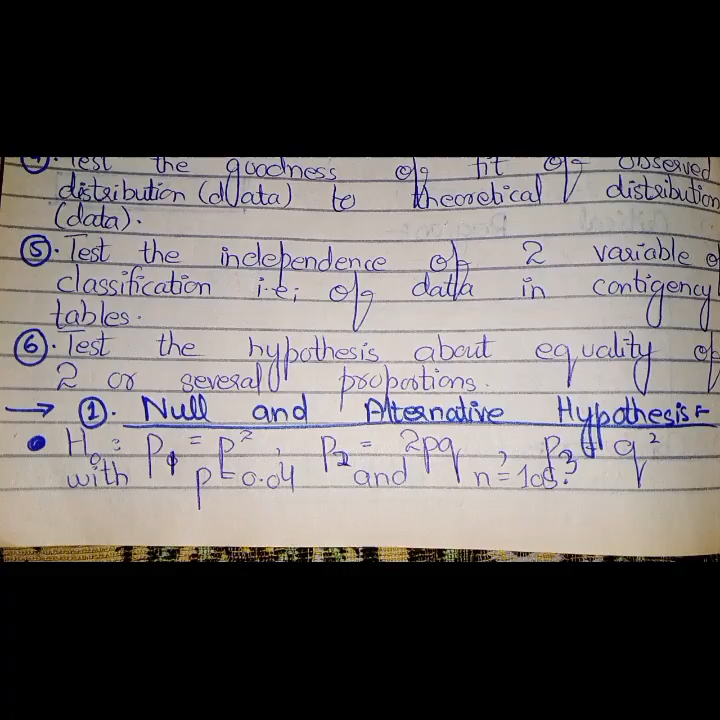 ④. Test the goodness of fit of observed
distribution (data) to theoretical distribution
(data).
⑤. Test the independence of 2 variable o
classification i.e; of data in contigency
tables.
⑥. Test the hypothesis about equality of
2 or several proportions.
→ ①. Null and Alternative Hypothesis:-
• H₀: P₁ = p², P₂ = 2pq, P₃ = q²
with p = 0.04 and n = 108.